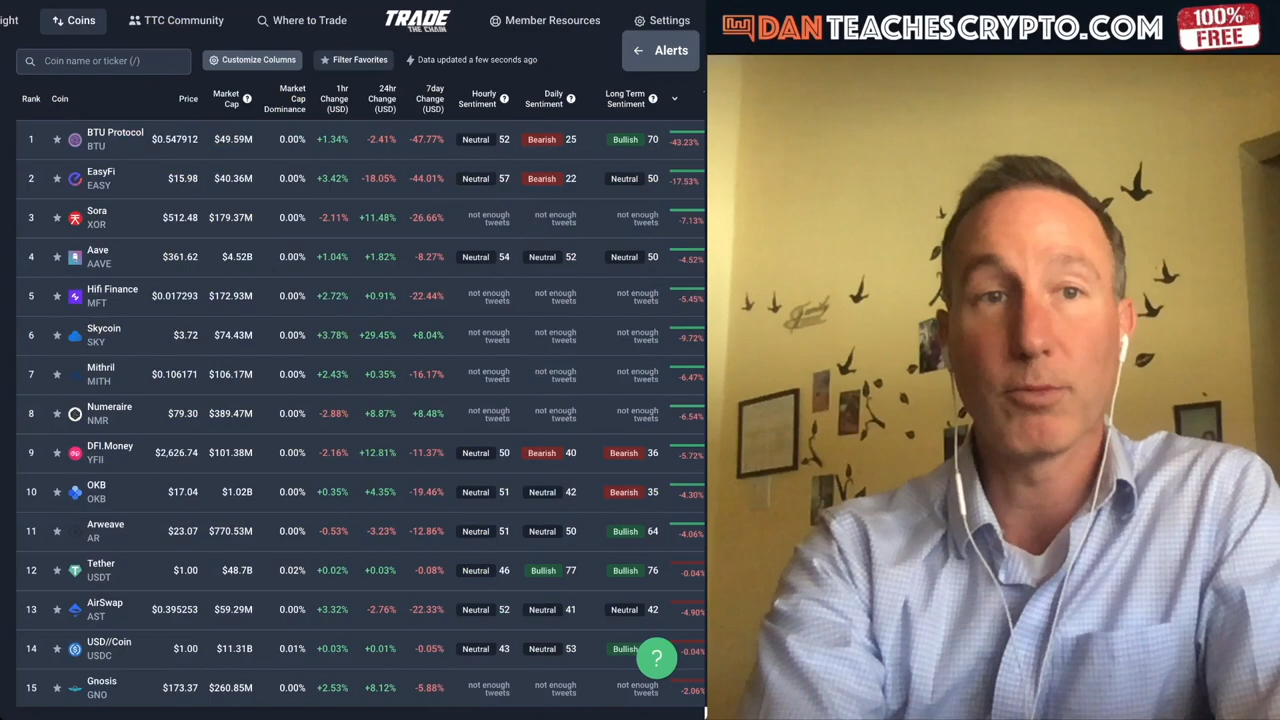 ight
Coins
TTC Community
Where to Trade
TRADE
THE CHAIN
Member Resources
Settings
DANTEACHESCRYPTO.COM
100%
FREE
Coin name or ticker (/)
Customize Columns
Filter Favorites
Data updated a few seconds ago
← Alerts
Rank Coin Price Market Cap ? Market Cap Dominance 1hr Change (USD) 24hr Change (USD) 7day Change (USD) Hourly Sentiment ? Daily Sentiment ? Long Term Sentiment ?
1 BTU Protocol BTU $0.547912 $49.59M 0.00% +1.34% -2.41% -47.77% Neutral 52 Bearish 25 Bullish 70 -43.23%
2 EasyFi EASY $15.98 $40.36M 0.00% +3.42% -18.05% -44.01% Neutral 57 Bearish 22 Neutral 50 -17.53%
3 Sora XOR $512.48 $179.37M 0.00% -2.11% +11.48% -26.66% not enough tweets not enough tweets not enough tweets -7.13%
4 Aave AAVE $361.62 $4.52B 0.00% +1.04% +1.82% -8.27% Neutral 54 Neutral 52 Neutral 50 -4.52%
5 Hifi Finance MFT $0.017293 $172.93M 0.00% +2.72% +0.91% -22.44% not enough tweets not enough tweets not enough tweets -5.45%
6 Skycoin SKY $3.72 $74.43M 0.00% +3.78% +29.45% +8.04% not enough tweets not enough tweets not enough tweets -9.72%
7 Mithril MITH $0.106171 $106.17M 0.00% +2.43% +0.35% -16.17% not enough tweets not enough tweets not enough tweets -6.47%
8 Numeraire NMR $79.30 $389.47M 0.00% -2.88% +8.87% +8.48% not enough tweets not enough tweets not enough tweets -6.54%
9 DFI.Money YFII $2,626.74 $101.38M 0.00% -2.16% +12.81% -11.37% Neutral 50 Bearish 40 Bearish 36 -5.72%
10 OKB OKB $17.04 $1.02B 0.00% +0.35% +4.35% -19.46% Neutral 51 Neutral 42 Bearish 35 -4.30%
11 Arweave AR $23.07 $770.53M 0.00% -0.53% -3.23% -12.86% Neutral 51 Neutral 50 Bullish 64 -4.06%
12 Tether USDT $1.00 $48.7B 0.02% +0.02% +0.03% -0.08% Neutral 46 Bullish 77 Bullish 76 -0.04%
13 AirSwap AST $0.395253 $59.29M 0.00% +3.32% -2.76% -22.33% Neutral 52 Neutral 41 Neutral 42 -4.90%
14 USD//Coin USDC $1.00 $11.31B 0.01% +0.03% +0.01% -0.05% Neutral 43 Neutral 53 Bullish ? -0.04%
15 Gnosis GNO $173.37 $260.85M 0.01% +2.53% +8.12% -5.88% not enough tweets not enough tweets not enough tweets -2.06%